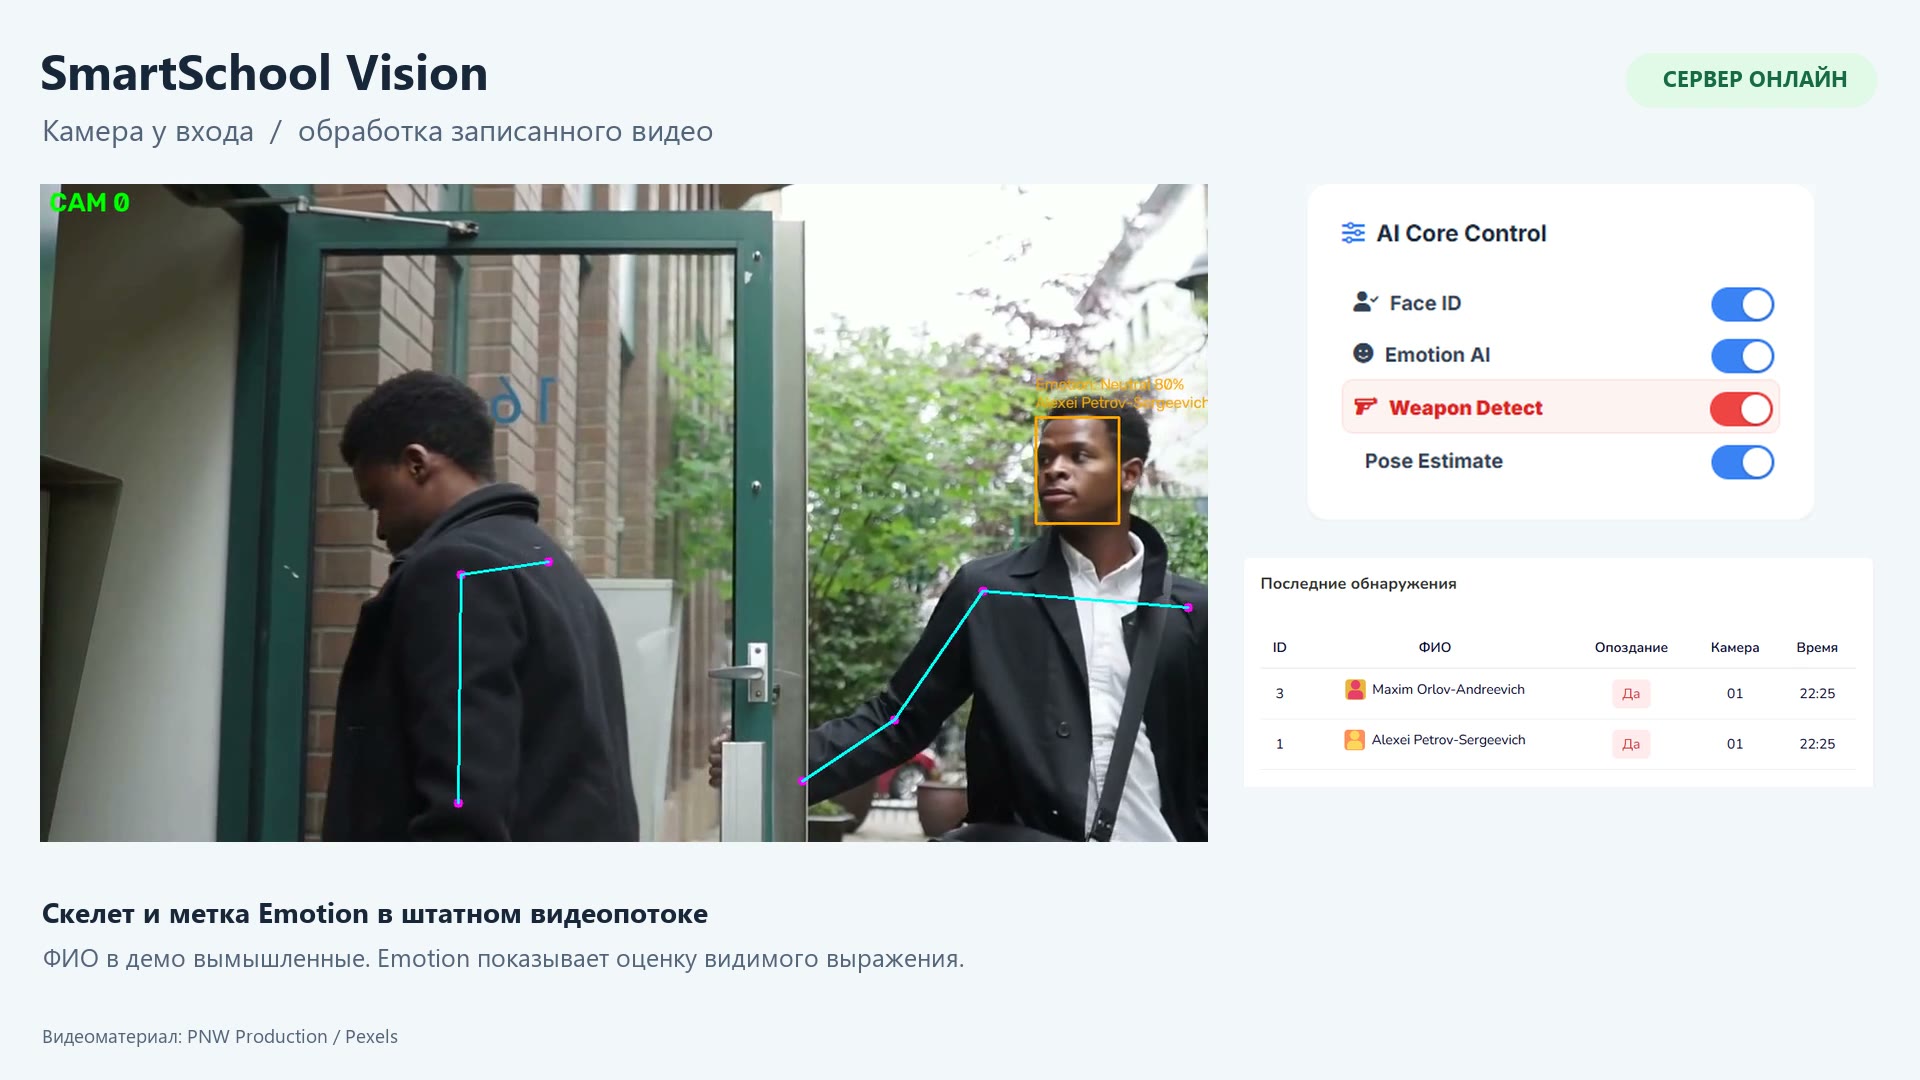 SmartSchool Vision
СЕРВЕР ОНЛАЙН
Камера у входа / обработка записанного видео
CAM 0
Emotion: Neutral 80%
Alexei Petrov-Sergeevich
AI Core Control
Face ID
Emotion AI
Weapon Detect
Pose Estimate
Последние обнаружения
ID ФИО Опоздание Камера Время
3 Maxim Orlov-Andreevich Да 01 22:25
1 Alexei Petrov-Sergeevich Да 01 22:25
Скелет и метка Emotion в штатном видеопотоке
ФИО в демо вымышленные. Emotion показывает оценку видимого выражения.
Видеоматериал: PNW Production / Pexels